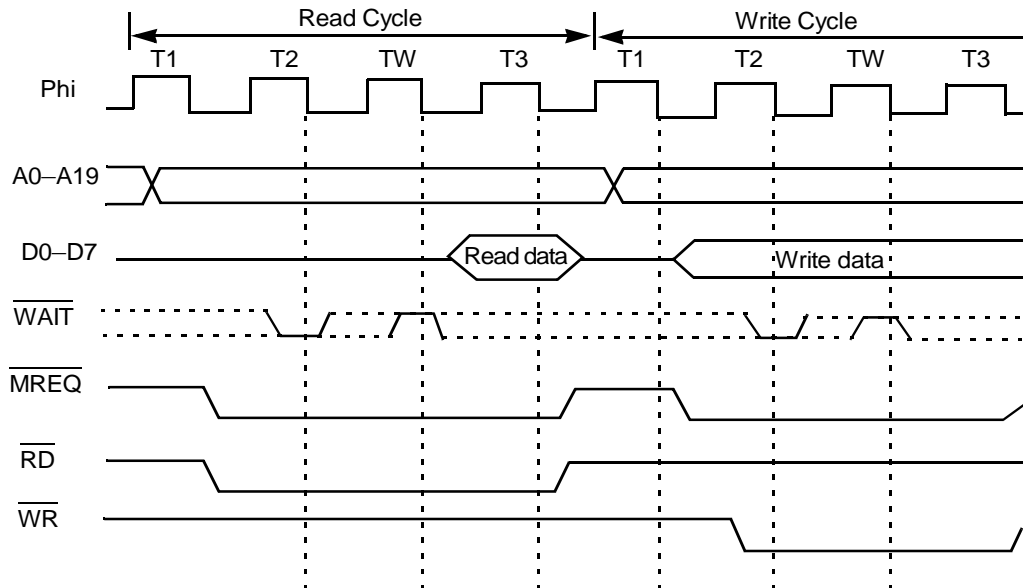 Read Cycle Write Cycle
T1 T2 TW T3 T1 T2 TW T3
Phi
A0–A19
D0–D7 Read data Write data
WAIT
MREQ
RD
WR